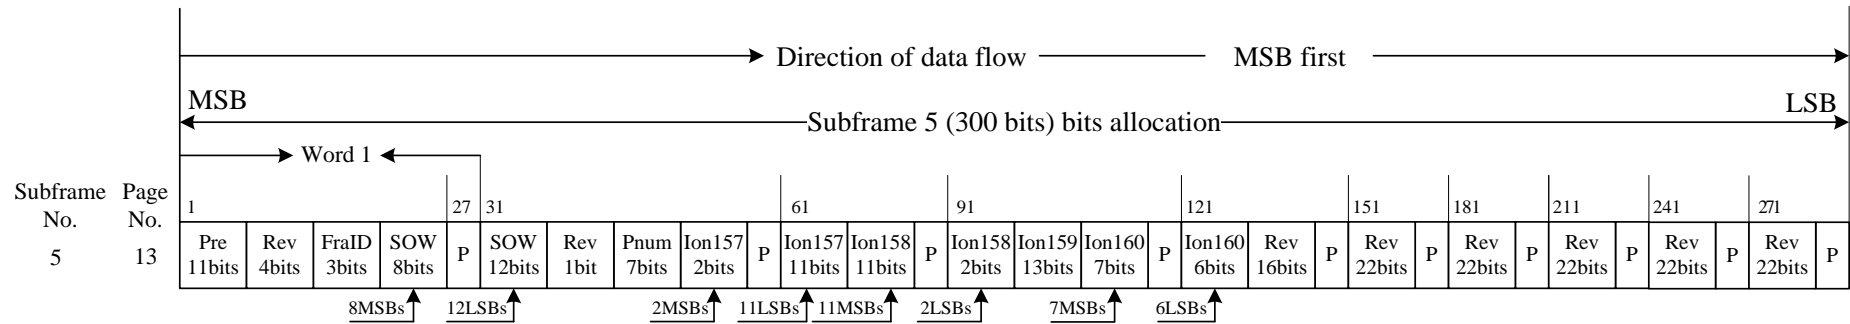 Direction of data flow MSB first
MSB LSB
Subframe 5 (300 bits) bits allocation
Word 1
Subframe No. Page No.
1 27 31 61 91 121 151 181 211 241 271
5 13
Pre 11bits
Rev 4bits
FraID 3bits
SOW 8bits
P
SOW 12bits
Rev 1bit
Pnum 7bits
Ion157 2bits
P
Ion157 11bits
Ion158 11bits
P
Ion158 2bits
Ion159 13bits
Ion160 7bits
P
Ion160 6bits
Rev 16bits
P
Rev 22bits
P
Rev 22bits
P
Rev 22bits
P
Rev 22bits
P
Rev 22bits
P
8MSBs 12LSBs 2MSBs 11LSBs 11MSBs 2LSBs 7MSBs 6LSBs